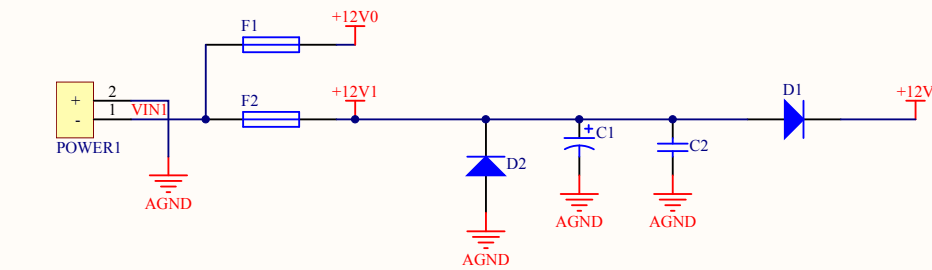 +12V0
F1
+12V1
F2
+
-
2
1
VIN1
POWER1
AGND
D2
AGND
+
C1
AGND
C2
AGND
D1
+12V